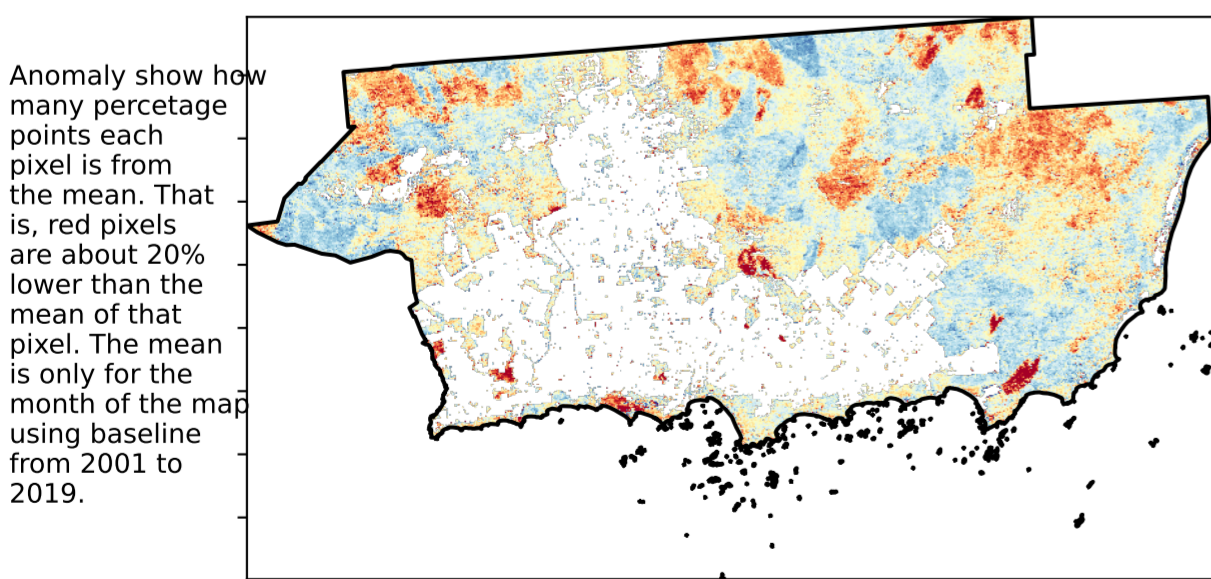 Anomaly show how
many percetage
points each
pixel is from
the mean. That
is, red pixels
are about 20%
lower than the
mean of that
pixel. The mean
is only for the
month of the map
using baseline
from 2001 to
2019.